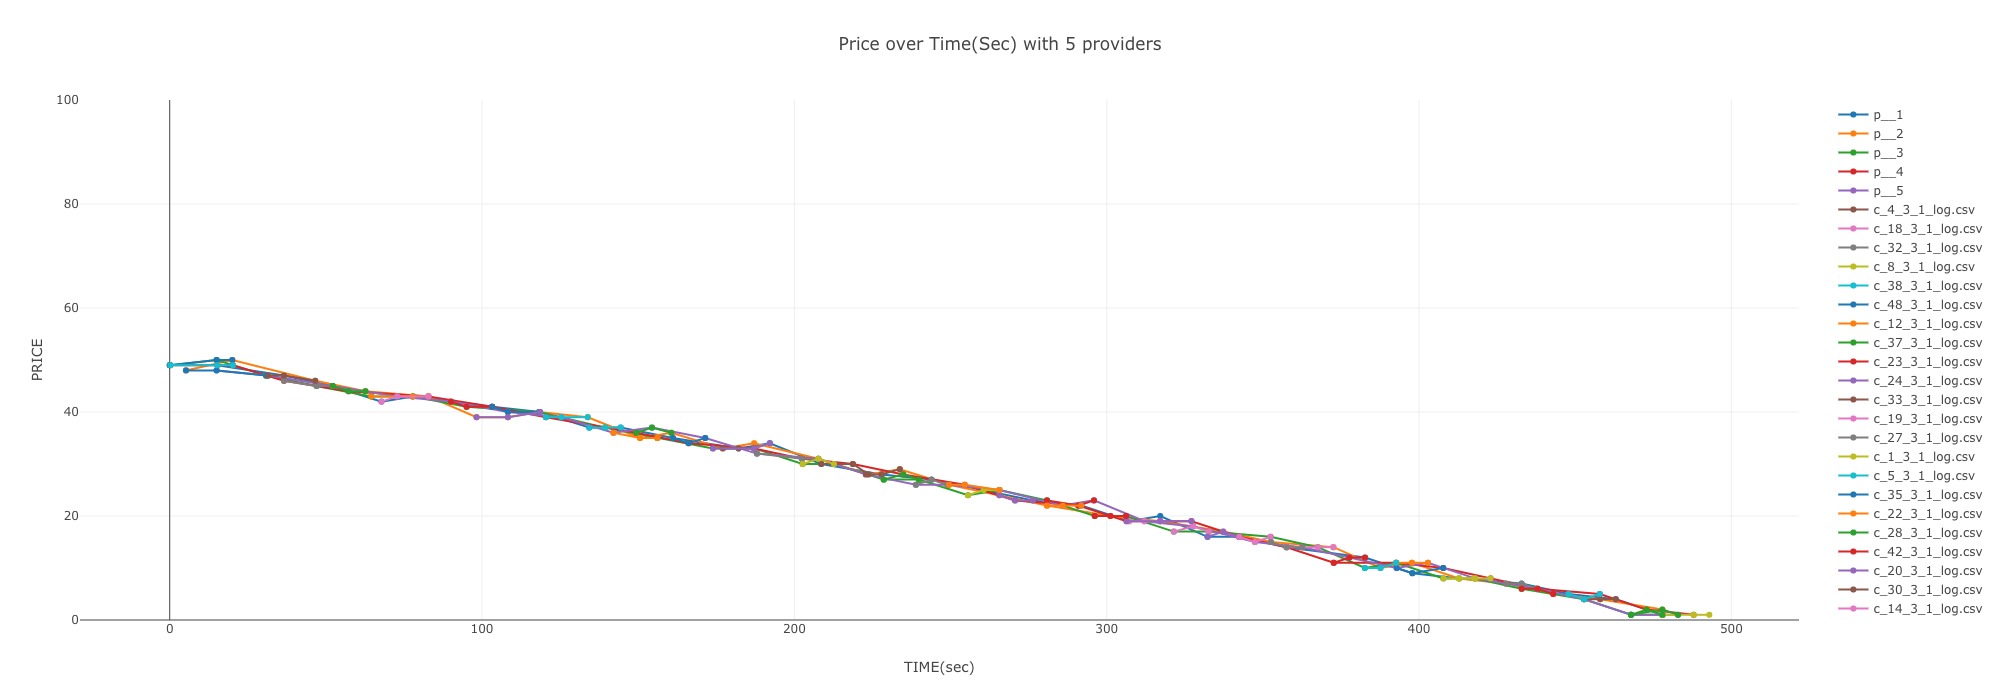 Price over Time(Sec) with 5 providers
100
80
60
40
20
0
PRICE
0 100 200 300 400 500
TIME(sec)
p__1
p__2
p__3
p__4
p__5
c_4_3_1_log.csv
c_18_3_1_log.csv
c_32_3_1_log.csv
c_8_3_1_log.csv
c_38_3_1_log.csv
c_48_3_1_log.csv
c_12_3_1_log.csv
c_37_3_1_log.csv
c_23_3_1_log.csv
c_24_3_1_log.csv
c_33_3_1_log.csv
c_19_3_1_log.csv
c_27_3_1_log.csv
c_1_3_1_log.csv
c_5_3_1_log.csv
c_35_3_1_log.csv
c_22_3_1_log.csv
c_28_3_1_log.csv
c_42_3_1_log.csv
c_20_3_1_log.csv
c_30_3_1_log.csv
c_14_3_1_log.csv